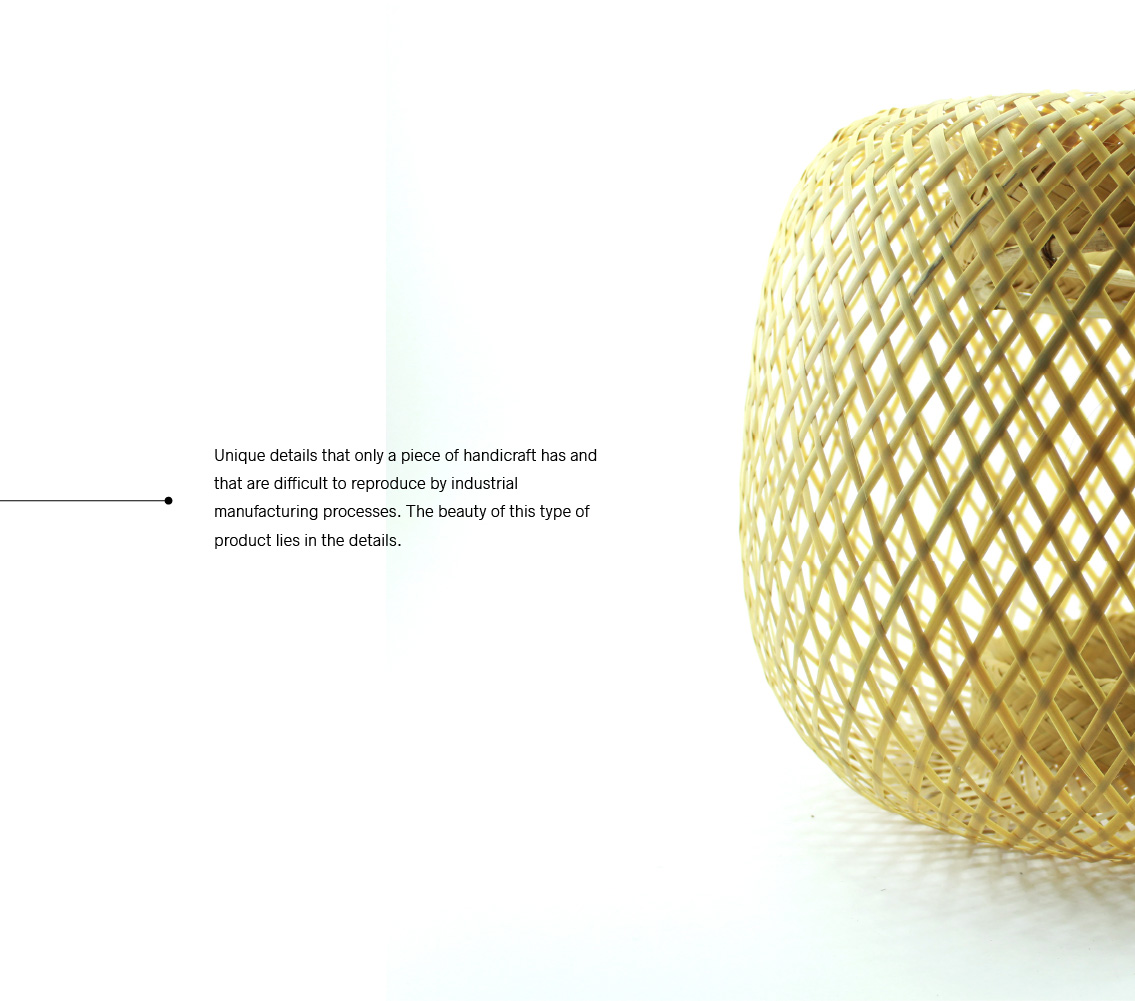 Unique details that only a piece of handicraft has and
that are difficult to reproduce by industrial
manufacturing processes. The beauty of this type of
product lies in the details.